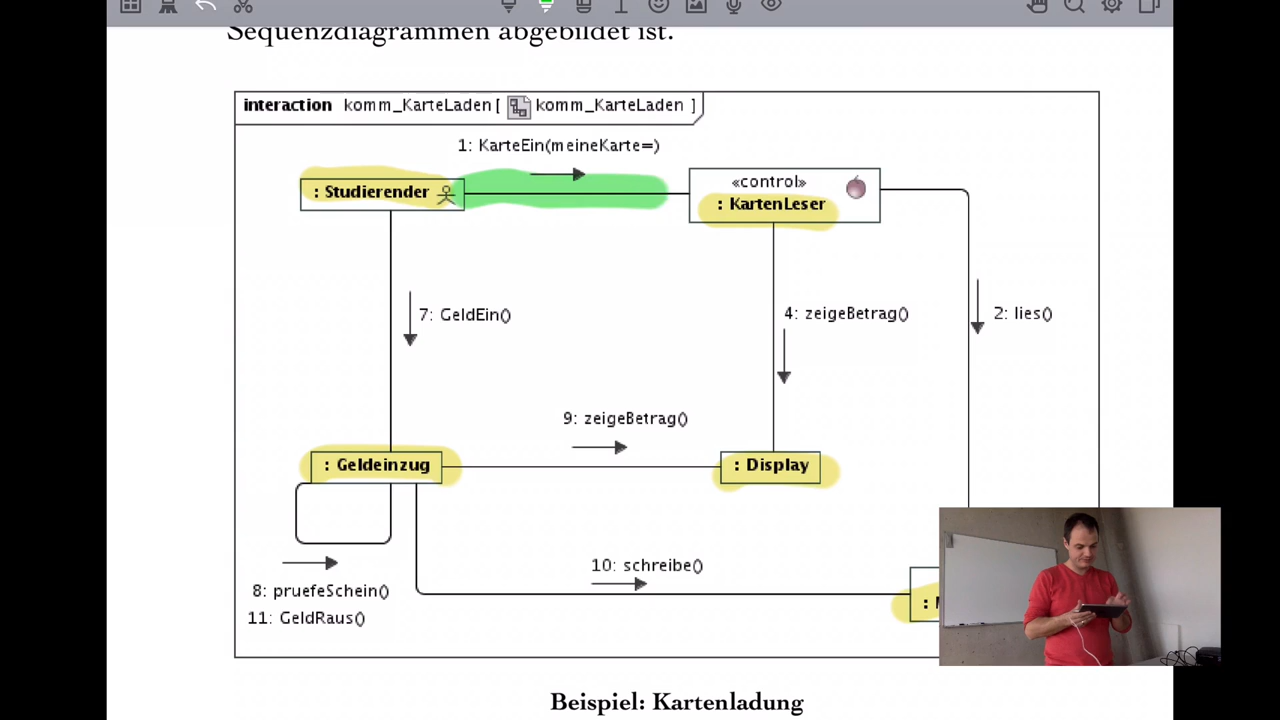 Sequenzdiagrammen abgebildet ist.
interaction komm_KarteLaden [ komm_KarteLaden ]
1: KarteEin(meineKarte=)
: Studierender
«control»
: KartenLeser
7: GeldEin()
4: zeigeBetrag()
2: lies()
9: zeigeBetrag()
: Geldeinzug
: Display
10: schreibe()
8: pruefeSchein()
11: GeldRaus()
:
Beispiel: Kartenladung